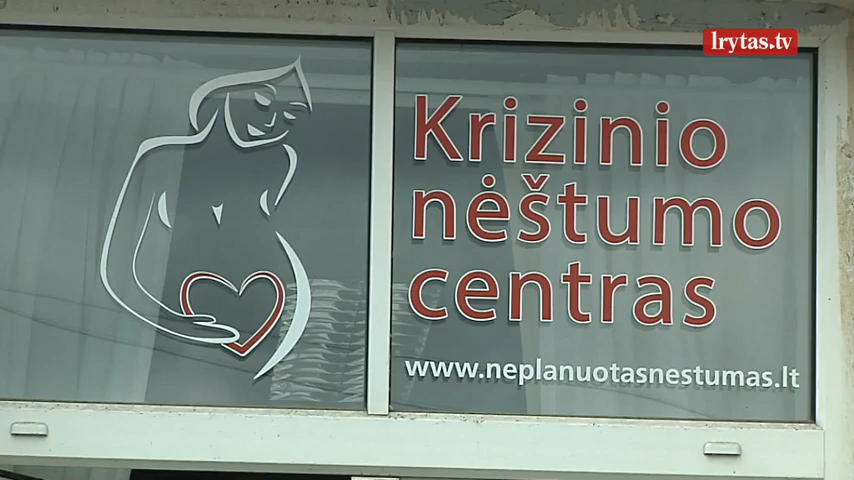 lrytas.tv
Krizinio
nėštumo
centras
www.neplanuotasnestumas.lt